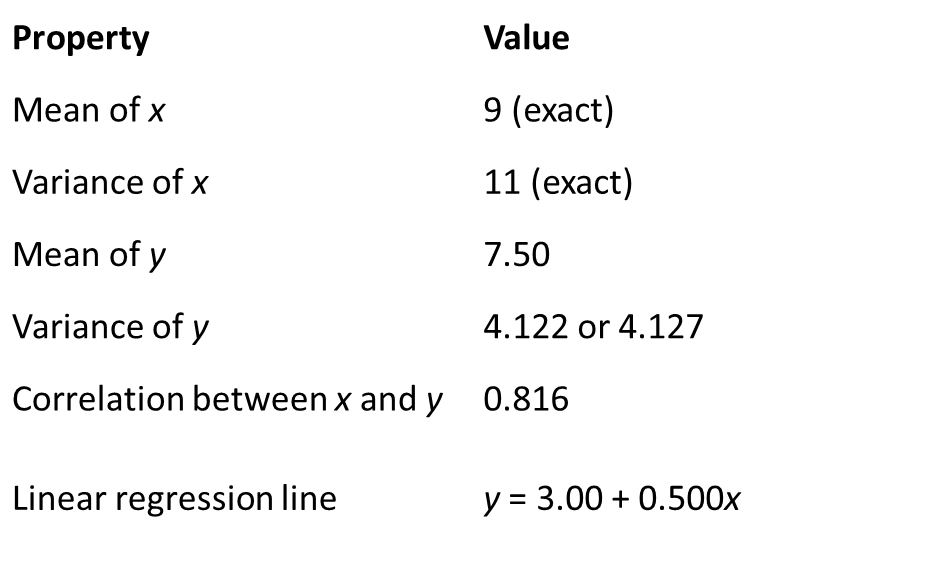 Property Value
Mean of x 9 (exact)
Variance of x 11 (exact)
Mean of y 7.50
Variance of y 4.122 or 4.127
Correlation between x and y 0.816
Linear regression line y = 3.00 + 0.500x